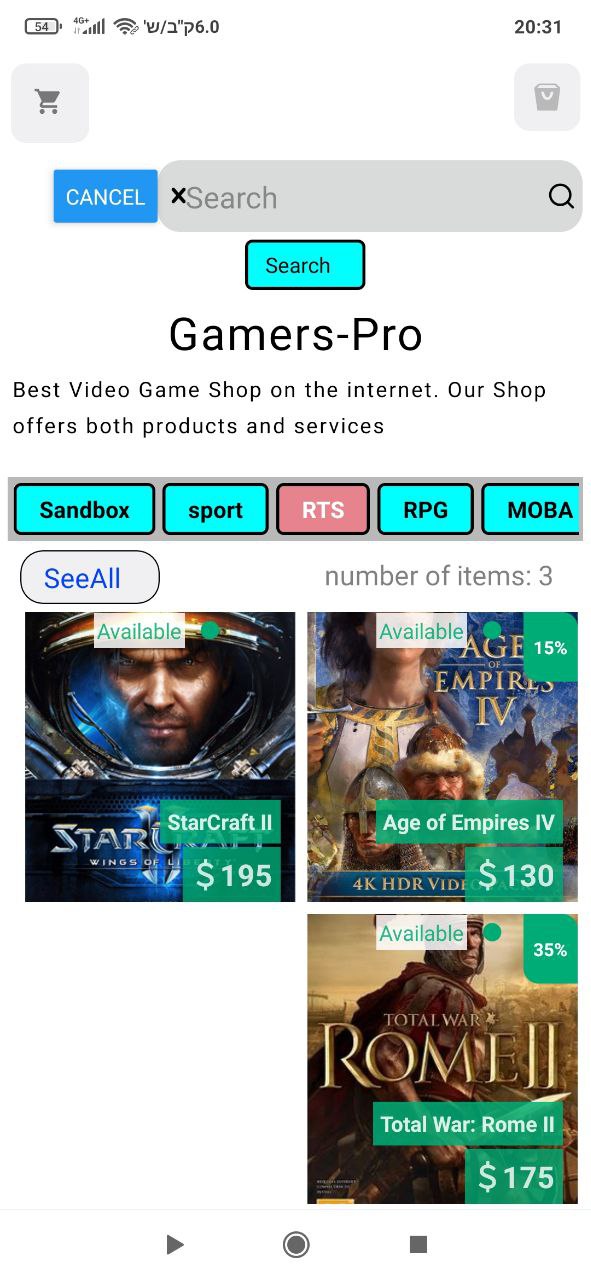 54 4G+ 6.0ק"ב/ש' 20:31
CANCEL Search
Search
Gamers-Pro
Best Video Game Shop on the internet. Our Shop
offers both products and services
Sandbox sport RTS RPG MOBA
SeeAll number of items: 3
Available
StarCraft II
WINGS OF LIBERTY
$195
Available
15%
AGE
OF
EMPIRES
IV
Age of Empires IV
4K HDR VIDEO
$130
Available
35%
TOTAL WAR
ROME II
Total War: Rome II
$175